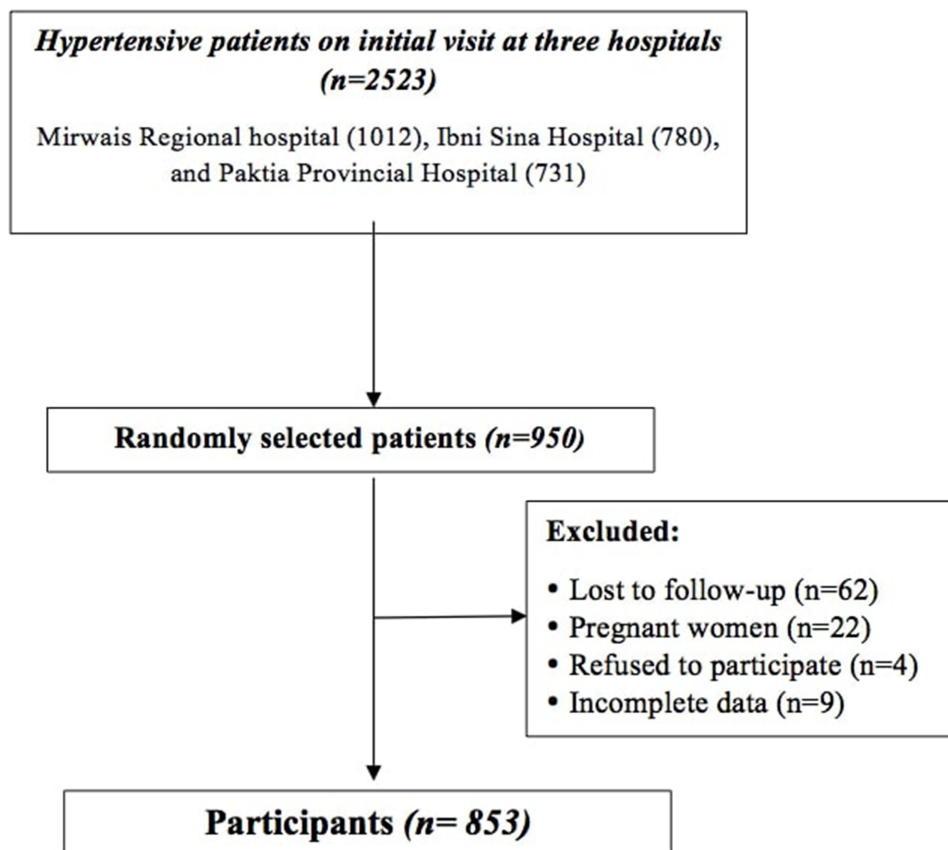 Hypertensive patients on initial visit at three hospitals
(n=2523)
Mirwais Regional hospital (1012), Ibni Sina Hospital (780),
and Paktia Provincial Hospital (731)
Randomly selected patients (n=950)
Excluded:
• Lost to follow-up (n=62)
• Pregnant women (n=22)
• Refused to participate (n=4)
• Incomplete data (n=9)
Participants (n= 853)